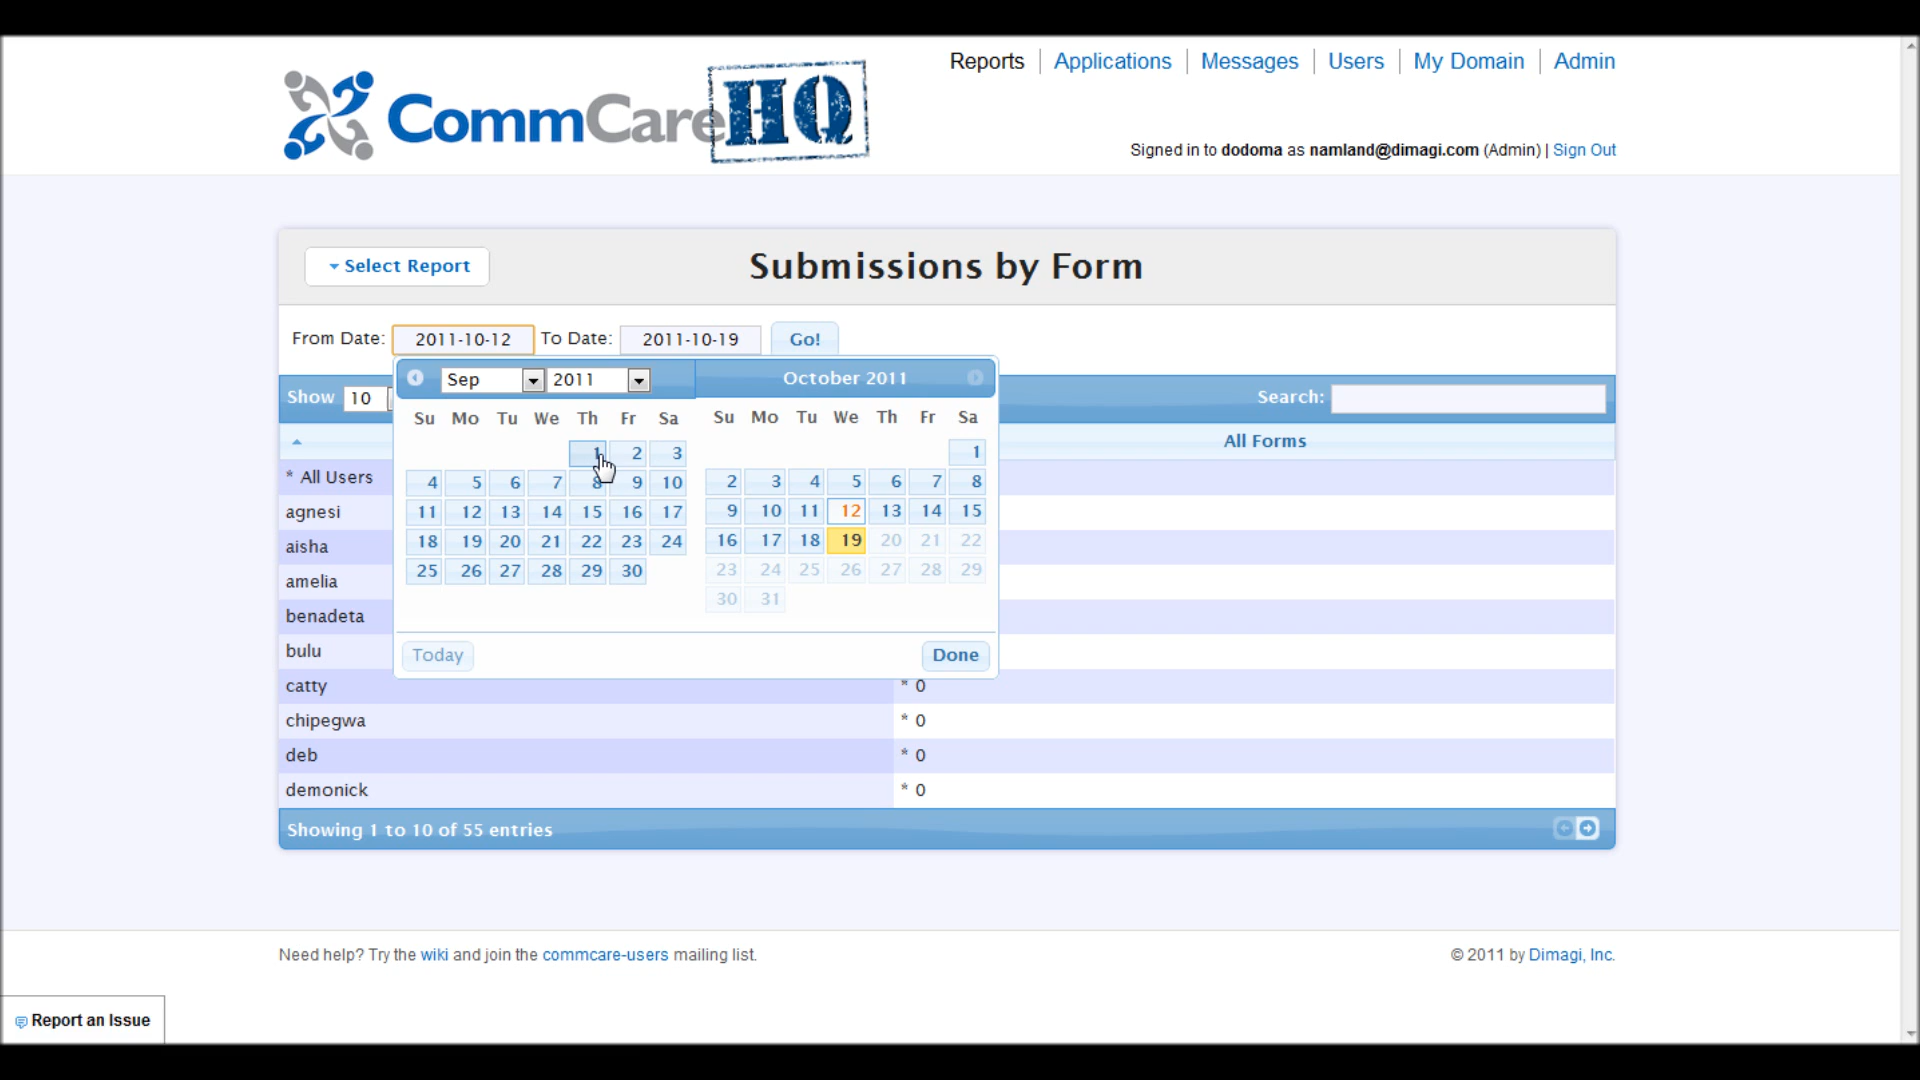 Reports Applications Messages Users My Domain Admin
CommCare HQ
Signed in to dodoma as namland@dimagi.com (Admin) | Sign Out
Select Report
Submissions by Form
From Date: 2011-10-12 To Date: 2011-10-19 Go!
Show 10
Search:
Sep 2011
October 2011
Su Mo Tu We Th Fr Sa
1 2 3
4 5 6 7 8 9 10
11 12 13 14 15 16 17
18 19 20 21 22 23 24
25 26 27 28 29 30
Su Mo Tu We Th Fr Sa
1
2 3 4 5 6 7 8
9 10 11 12 13 14 15
16 17 18 19 20 21 22
23 24 25 26 27 28 29
30 31
Today Done
All Forms
* All Users
agnesi
aisha
amelia
benadeta
bulu
catty * 0
chipegwa * 0
deb * 0
demonick * 0
Showing 1 to 10 of 55 entries
Need help? Try the wiki and join the commcare-users mailing list.
© 2011 by Dimagi, Inc.
Report an Issue